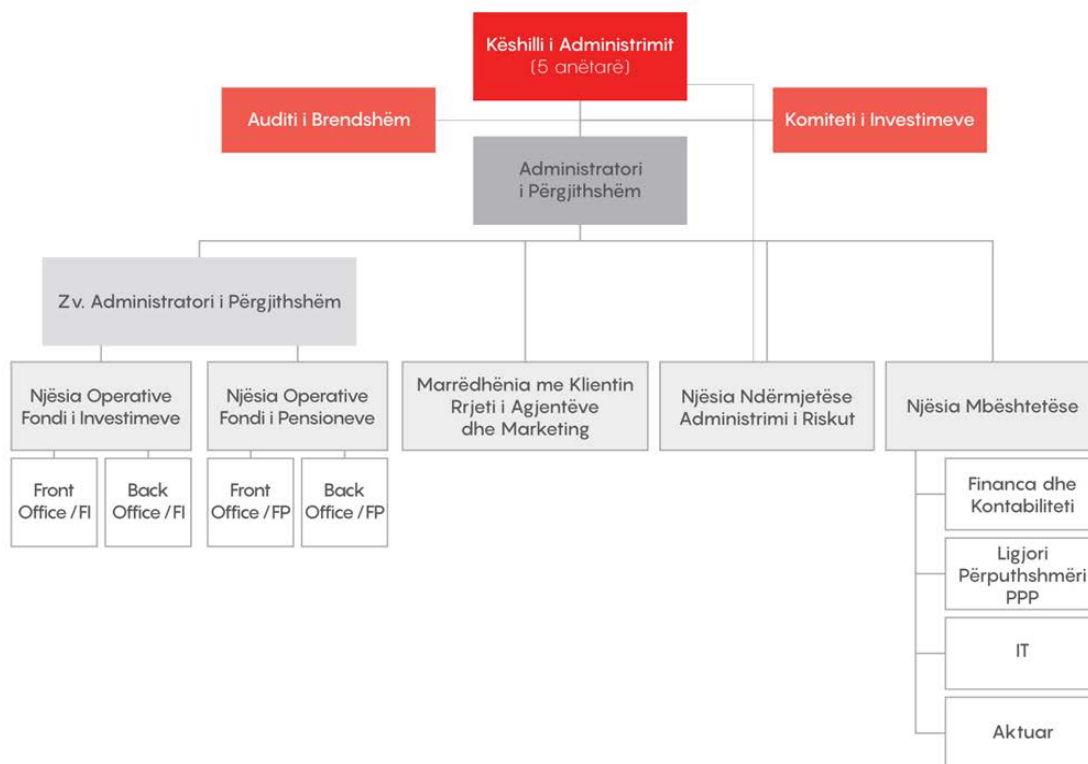 Këshilli i Administrimit
(5 anëtarë)
Auditi i Brendshëm
Komiteti i Investimeve
Administratori
i Përgjithshëm
Zv. Administratori i Përgjithshëm
Njësia Operative
Fondi i Investimeve
Njësia Operative
Fondi i Pensioneve
Marrëdhënia me Klientin
Rrjeti i Agjentëve
dhe Marketing
Njësia Ndërmjetëse
Administrimi i Riskut
Njësia Mbështetëse
Front
Office /FI
Back
Office /FI
Front
Office /FP
Back
Office /FP
Financa dhe
Kontabiliteti
Ligjori
Përputhshmëri
PPP
IT
Aktuar